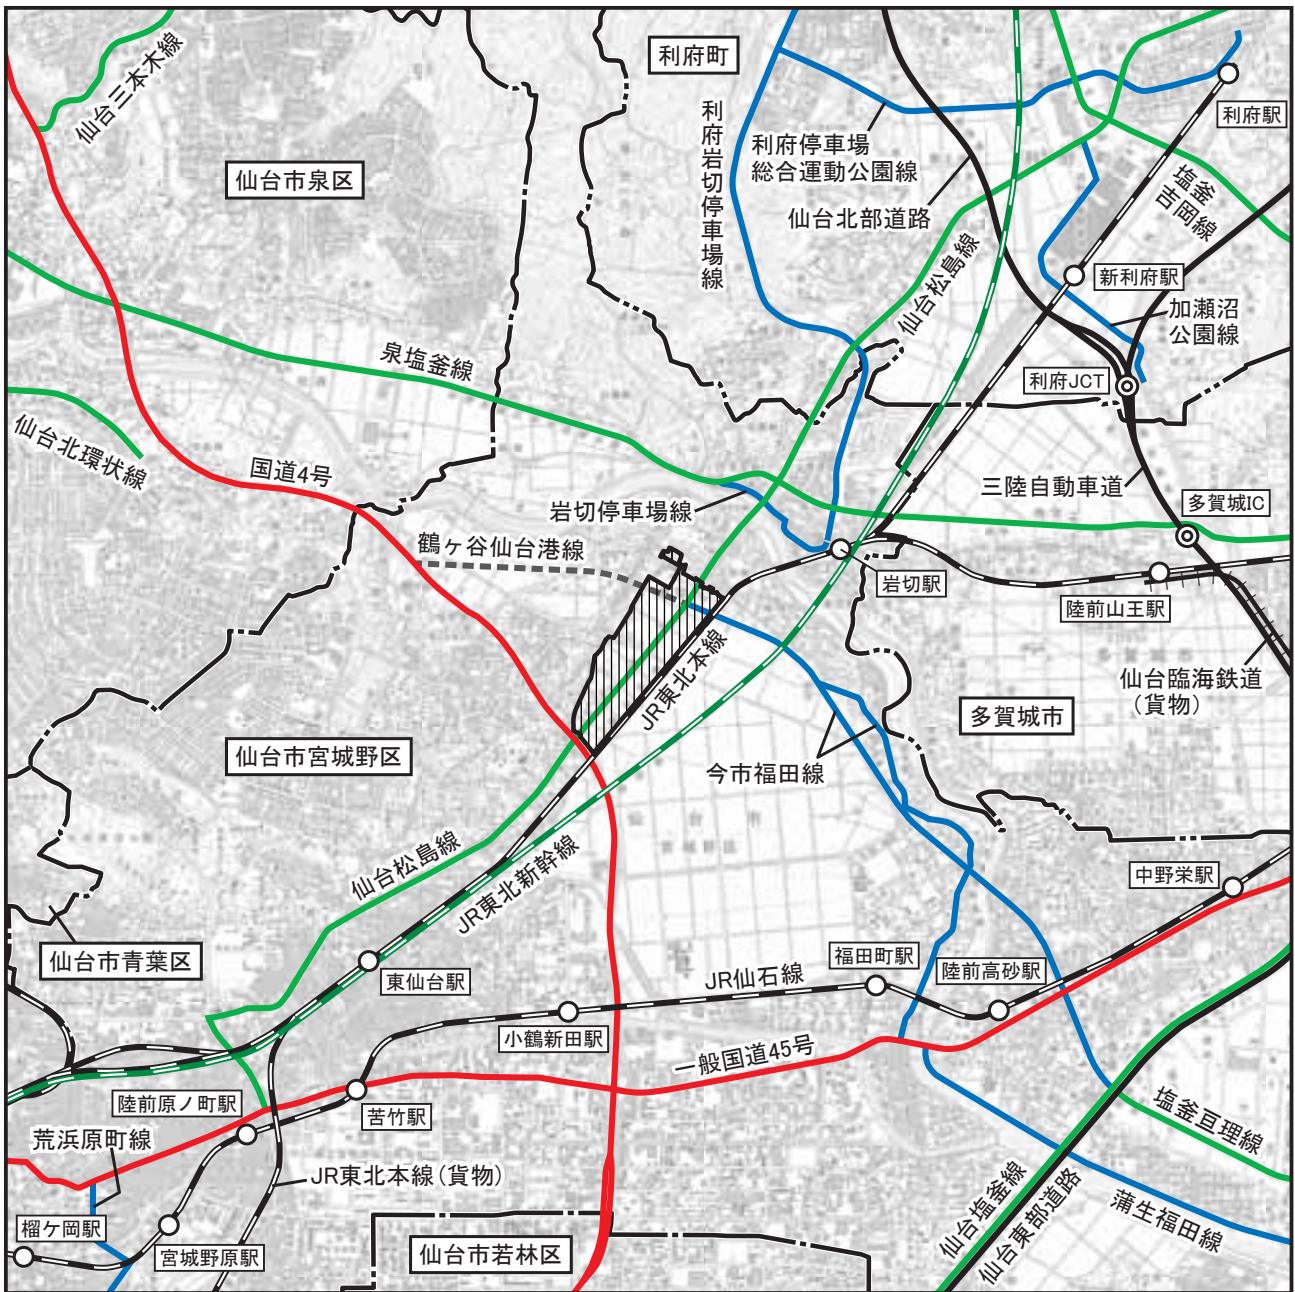 利府町
仙台三本木線
利府駅
利府岩切停車場線
利府停車場
総合運動公園線
仙台市泉区
塩釜
吉岡線
仙台北部道路
仙台松島線
新利府駅
加瀬沼
公園線
泉塩釜線
利府JCT
仙台北環状線
国道4号
三陸自動車道
多賀城IC
岩切停車場線
鶴ヶ谷仙台港線
岩切駅
陸前山王駅
JR東北本線
仙台臨海鉄道
(貨物)
多賀城市
仙台市宮城野区
今市福田線
仙台松島線
JR東北新幹線
中野栄駅
仙台市青葉区
東仙台駅
福田町駅
陸前高砂駅
JR仙石線
小鶴新田駅
一般国道45号
陸前原ノ町駅
苦竹駅
塩釜亘理線
荒浜原町線
JR東北本線(貨物)
仙台塩釜線
仙台東部道路
蒲生福田線
榴ケ岡駅
宮城野原駅
仙台市若林区